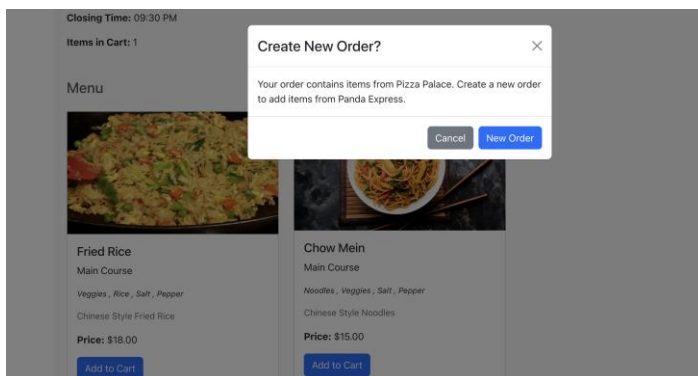 Closing Time: 09:30 PM
Items in Cart: 1
Create New Order?
Your order contains items from Pizza Palace. Create a new order
to add items from Panda Express.
Cancel
New Order
Menu
Fried Rice
Main Course
Veggies , Rice , Salt , Pepper
Chinese Style Fried Rice
Price: $18.00
Add to Cart
Chow Mein
Main Course
Noodles , Veggies , Salt , Pepper
Chinese Style Noodles
Price: $15.00
Add to Cart